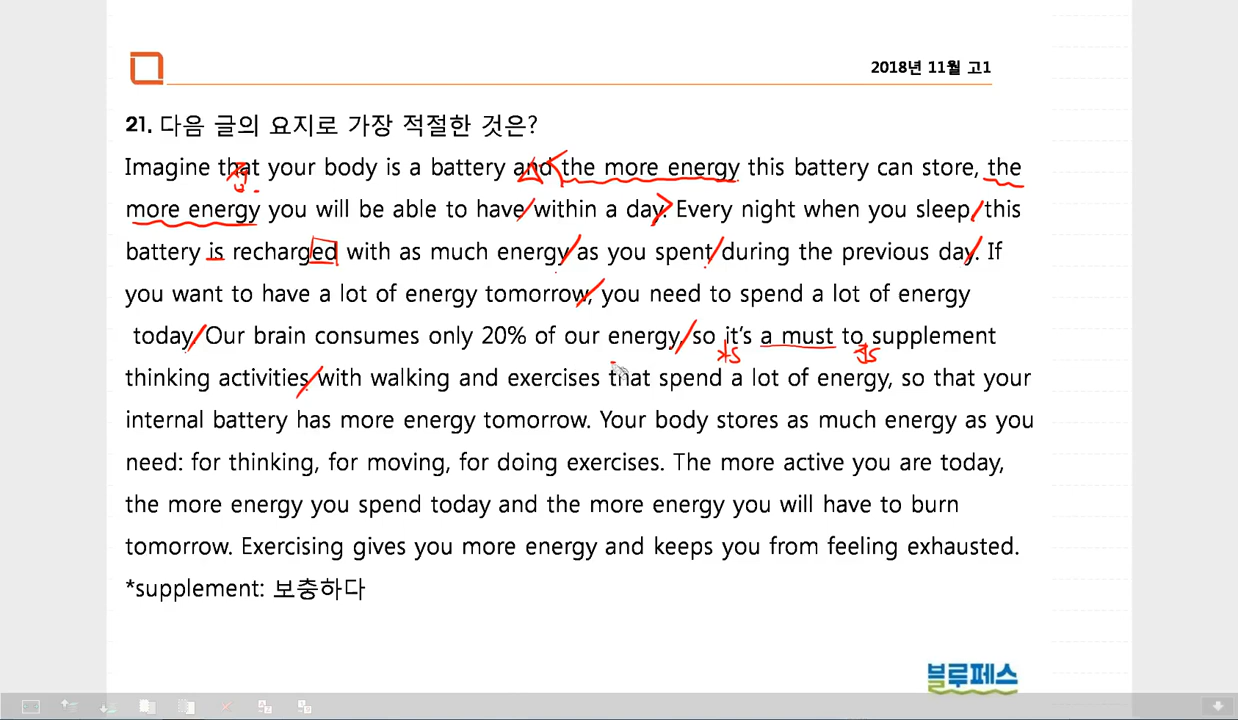 2018년 11월 고1
21. 다음 글의 요지로 가장 적절한 것은?
Imagine that your body is a battery and the more energy this battery can store, the
more energy you will be able to have within a day. Every night when you sleep, this
battery is recharged with as much energy as you spent during the previous day. If
you want to have a lot of energy tomorrow, you need to spend a lot of energy
today. Our brain consumes only 20% of our energy, so it's a must to supplement
thinking activities with walking and exercises that spend a lot of energy, so that your
internal battery has more energy tomorrow. Your body stores as much energy as you
need: for thinking, for moving, for doing exercises. The more active you are today,
the more energy you spend today and the more energy you will have to burn
tomorrow. Exercising gives you more energy and keeps you from feeling exhausted.
*supplement: 보충하다
블루페스